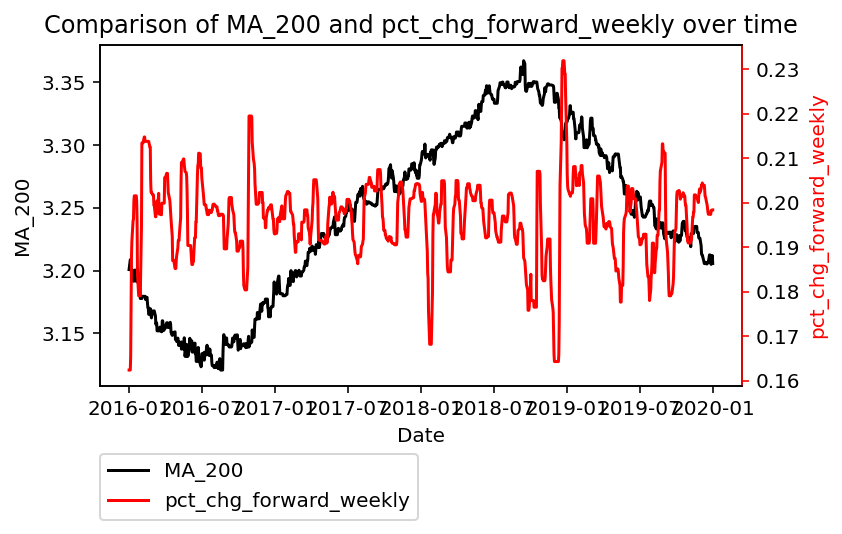 Comparison of MA_200 and pct_chg_forward_weekly over time
3.35
3.30
3.25
3.20
3.15
MA_200
0.23
0.22
0.21
0.20
0.19
0.18
0.17
0.16
pct_chg_forward_weekly
2016-01 2016-07 2017-01 2017-07 2018-01 2018-07 2019-01 2019-07 2020-01
Date
MA_200
pct_chg_forward_weekly